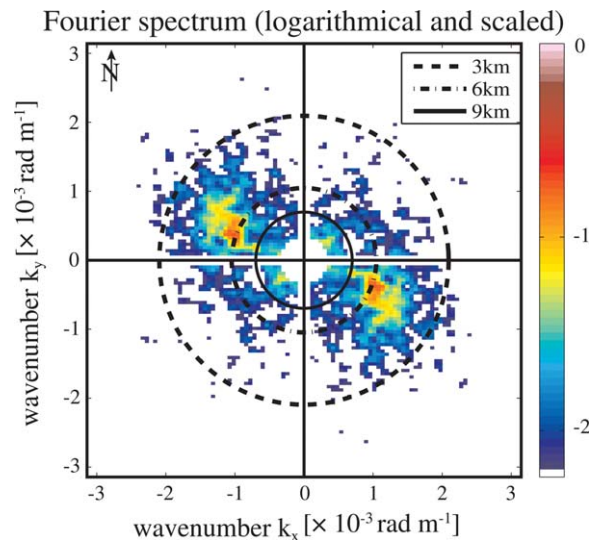 Fourier spectrum (logarithmical and scaled)
N
3km
6km
9km
3
2
1
0
-1
-2
-3
wavenumber k_y [× 10⁻³ rad m⁻¹]
-3 -2 -1 0 1 2 3
wavenumber k_x [× 10⁻³ rad m⁻¹]
0
-1
-2